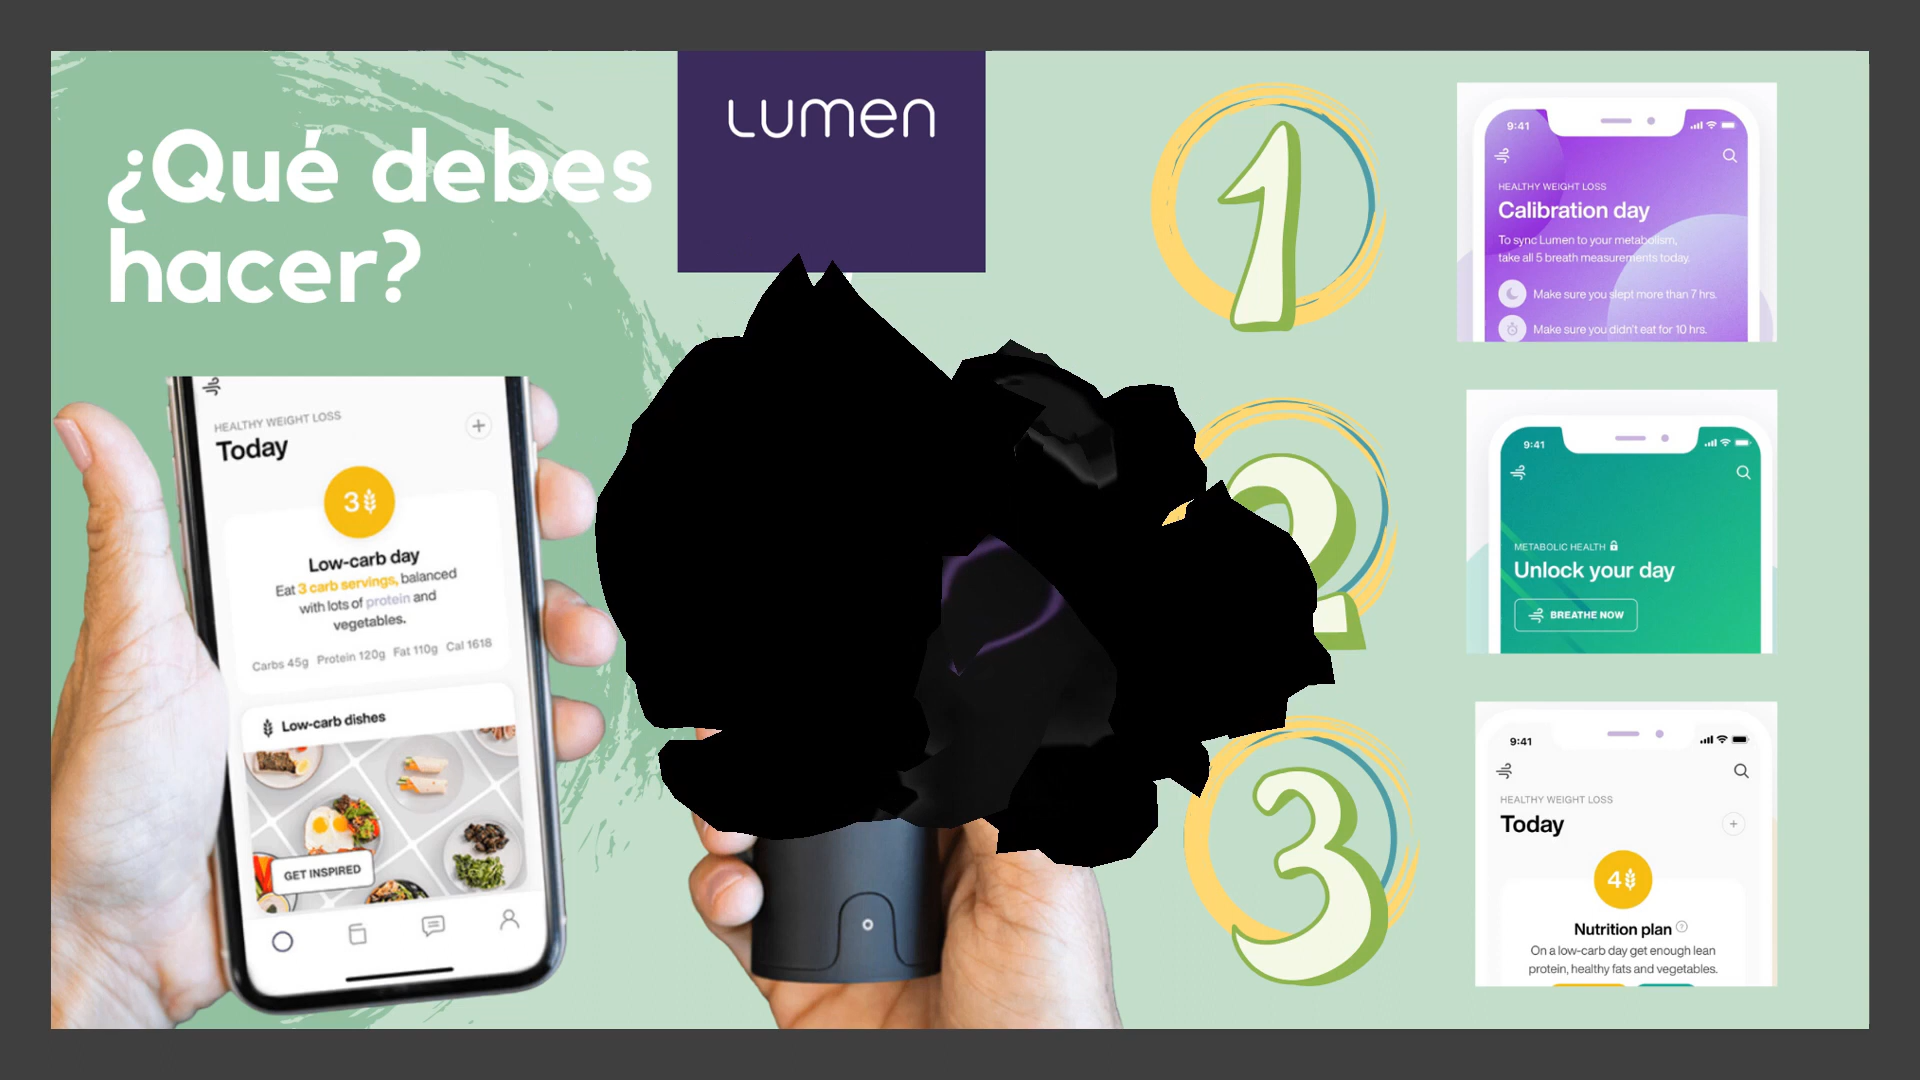 ¿Qué debes
hacer?
LUMEN
HEALTHY WEIGHT LOSS
Today
3
Low-carb day
Eat 3 carb servings, balanced
with lots of protein and
vegetables.
Carbs 45g Protein 120g Fat 110g Cal 1618
Low-carb dishes
GET INSPIRED
1
9:41
HEALTHY WEIGHT LOSS
Calibration day
To sync Lumen to your metabolism,
take all 5 breath measurements today.
Make sure you slept more than 7 hrs.
Make sure you didn't eat for 10 hrs.
2
9:41
METABOLIC HEALTH
Unlock your day
BREATHE NOW
3
9:41
HEALTHY WEIGHT LOSS
Today
4
Nutrition plan ?
On a low-carb day get enough lean
protein, healthy fats and vegetables.